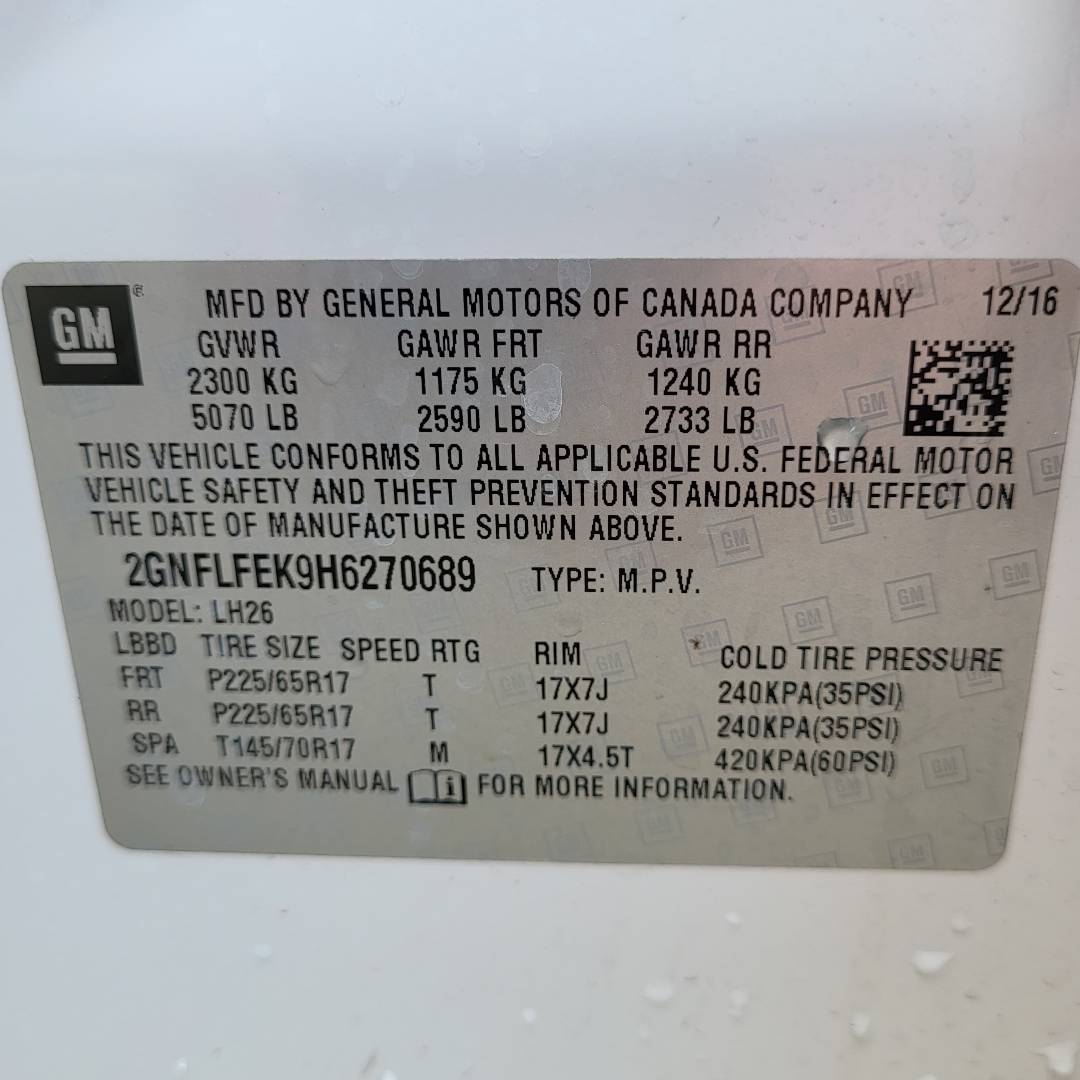 GM
MFD BY GENERAL MOTORS OF CANADA COMPANY 12/16
GVWR GAWR FRT GAWR RR
2300 KG 1175 KG 1240 KG
5070 LB 2590 LB 2733 LB
THIS VEHICLE CONFORMS TO ALL APPLICABLE U.S. FEDERAL MOTOR
VEHICLE SAFETY AND THEFT PREVENTION STANDARDS IN EFFECT ON
THE DATE OF MANUFACTURE SHOWN ABOVE.
2GNFLFEK9H6270689 TYPE: M.P.V.
MODEL: LH26
LBBD TIRE SIZE SPEED RTG RIM COLD TIRE PRESSURE
FRT P225/65R17 T 17X7J 240KPA(35PSI)
RR P225/65R17 T 17X7J 240KPA(35PSI)
SPA T145/70R17 M 17X4.5T 420KPA(60PSI)
SEE OWNER'S MANUAL i FOR MORE INFORMATION.